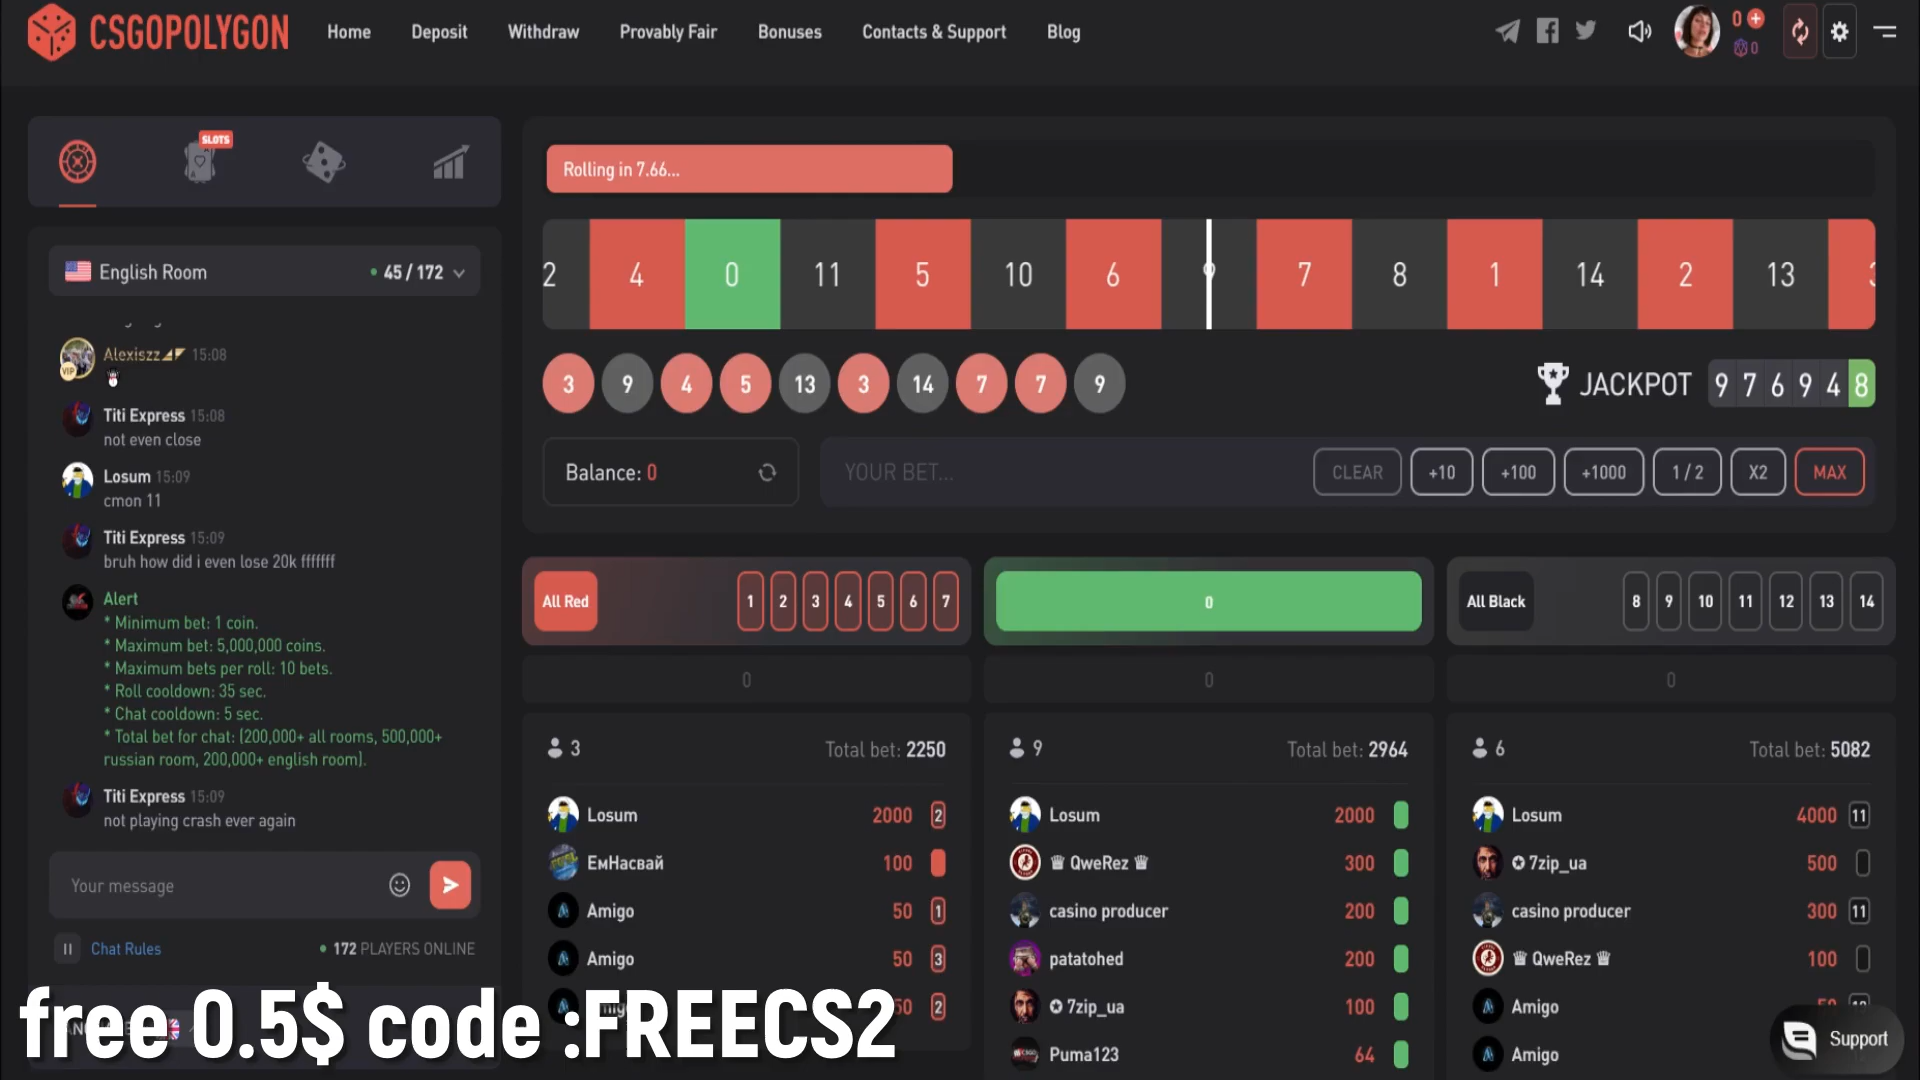 CSGOPOLYGON
Home Deposit Withdraw Provably Fair Bonuses Contacts & Support Blog
0
0
SLOTS
English Room 45 / 172
Alexiszz 15:08
Titi Express 15:08
not even close
Losum 15:09
cmon 11
Titi Express 15:09
bruh how did i even lose 20k fffffff
Alert
* Minimum bet: 1 coin.
* Maximum bet: 5,000,000 coins.
* Maximum bets per roll: 10 bets.
* Roll cooldown: 35 sec.
* Chat cooldown: 5 sec.
* Total bet for chat: (200,000+ all rooms, 500,000+
russian room, 200,000+ english room).
Titi Express 15:09
not playing crash ever again
Your message
Chat Rules 172 PLAYERS ONLINE
Rolling in 7.66...
2 4 0 11 5 10 6 9 7 8 1 14 2 13 3
3 9 4 5 13 3 14 7 7 9
JACKPOT 976948
Balance: 0
YOUR BET... CLEAR +10 +100 +1000 1 / 2 X2 MAX
All Red 1 2 3 4 5 6 7
0
3 Total bet: 2250
Losum 2000 2
ЕмНасвай 100
Amigo 50 1
Amigo 50 3
Amigo 50 2
0
0
9 Total bet: 2964
Losum 2000
♛ QweRez ♛ 300
casino producer 200
patatohed 200
✪ 7zip_ua 100
Puma123 64
All Black 8 9 10 11 12 13 14
0
6 Total bet: 5082
Losum 4000 11
✪ 7zip_ua 500
casino producer 300 11
♛ QweRez ♛ 100
Amigo 50
Amigo
Support
free 0.5$ code :FREECS2